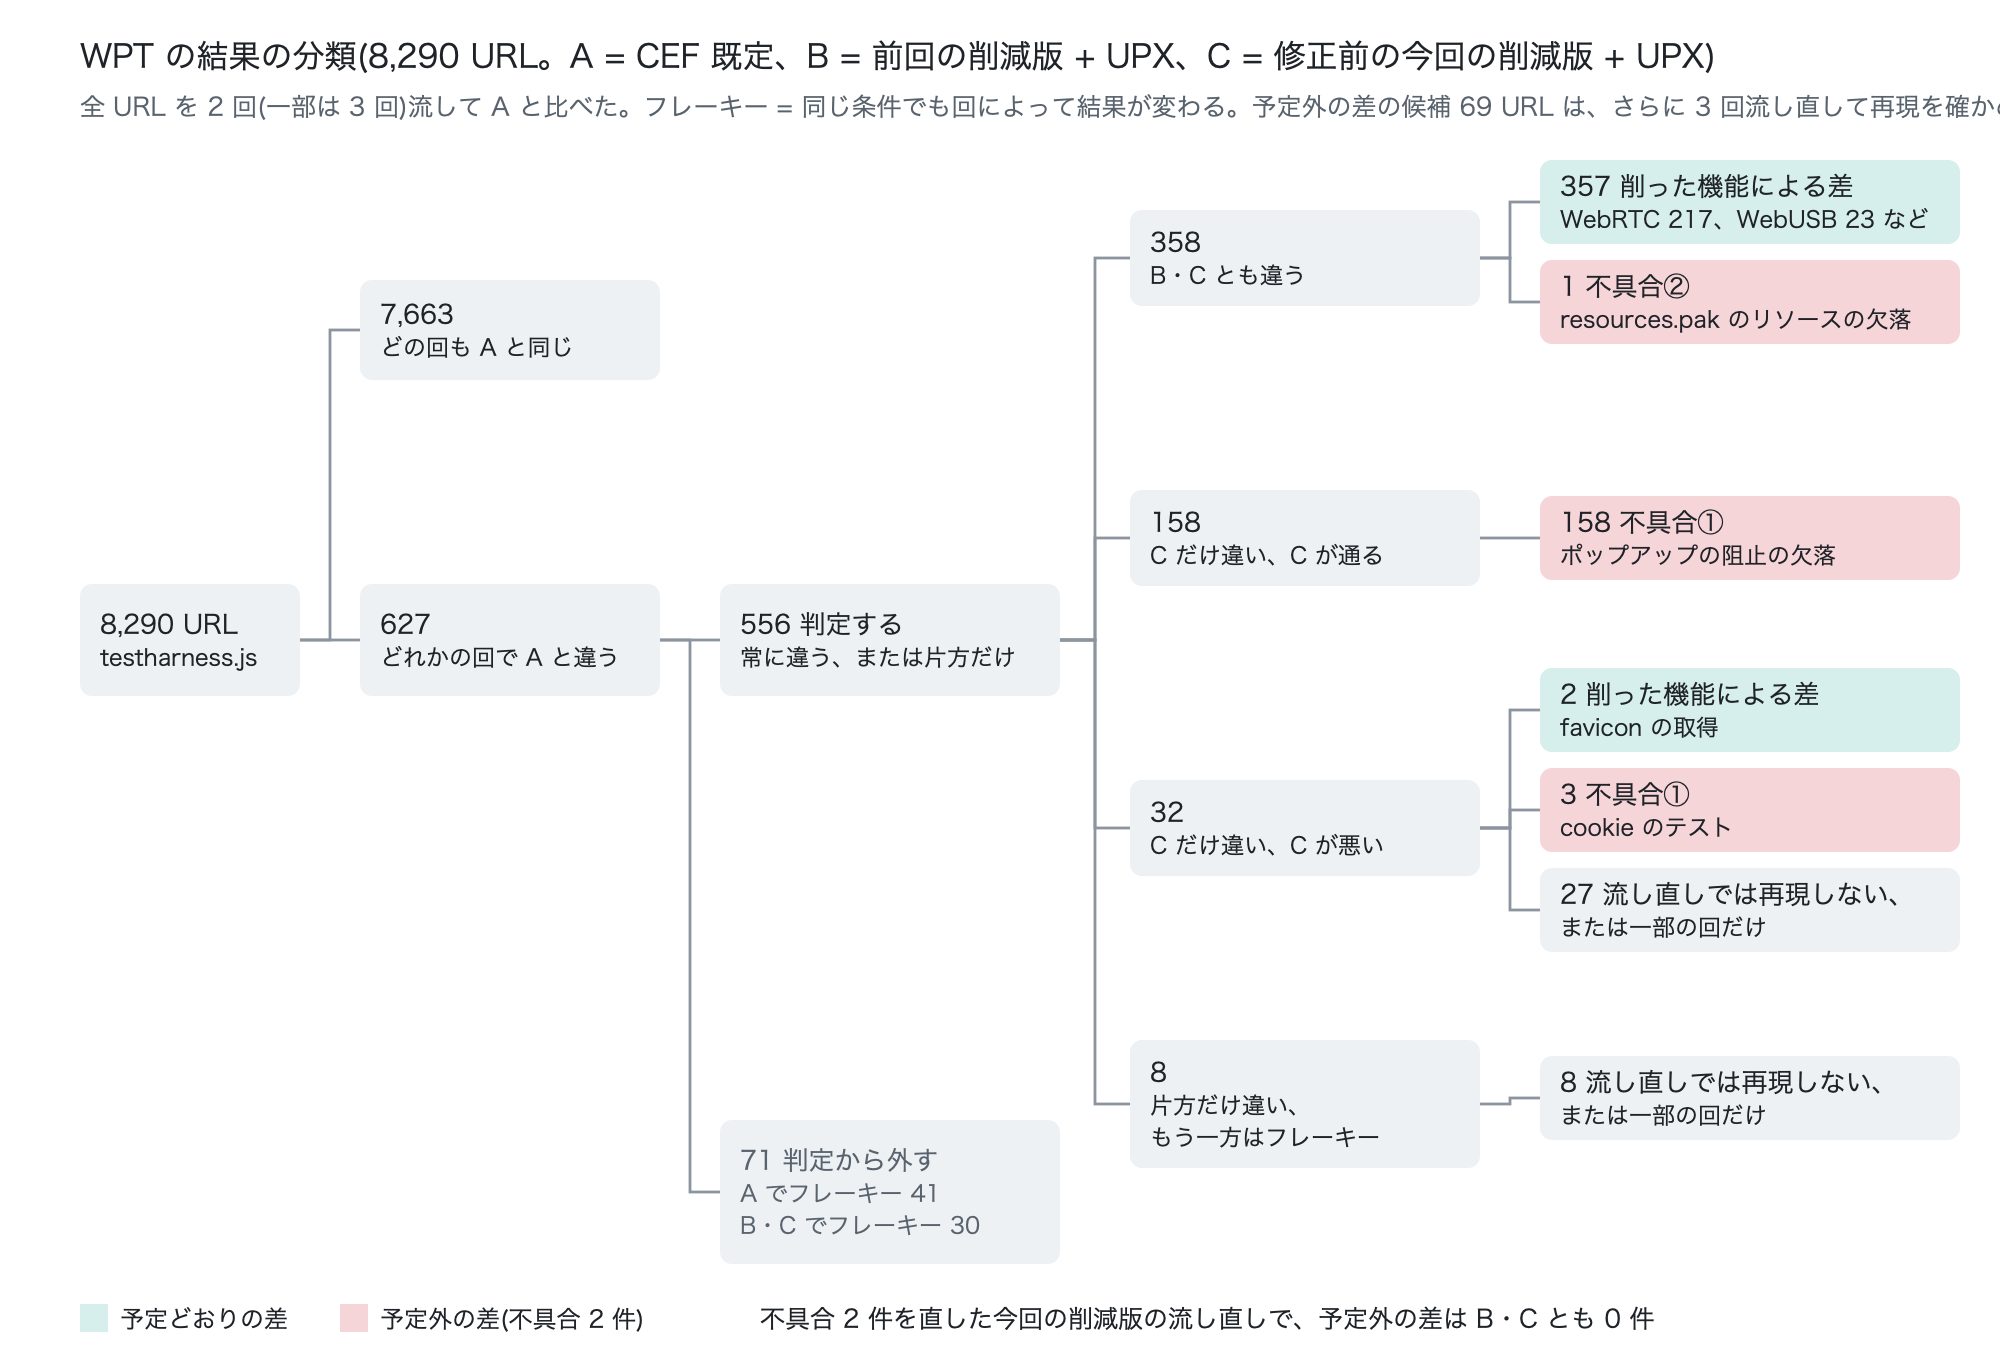 WPT の結果の分類(8,290 URL。A = CEF 既定、B = 前回の削減版 + UPX、C = 修正前の今回の削減版 + UPX)
全 URL を 2 回(一部は 3 回)流して A と比べた。フレーキー = 同じ条件でも回によって結果が変わる。予定外の差の候補 69 URL は、さらに 3 回流し直して再現を確か
8,290 URL
testharness.js
7,663
どの回も A と同じ
627
どれかの回で A と違う
556 判定する
常に違う、または片方だけ
71 判定から外す
A でフレーキー 41
B・C でフレーキー 30
358
B・C とも違う
357 削った機能による差
WebRTC 217、WebUSB 23 など
1 不具合②
resources.pak のリソースの欠落
158
C だけ違い、C が通る
158 不具合①
ポップアップの阻止の欠落
32
C だけ違い、C が悪い
2 削った機能による差
favicon の取得
3 不具合①
cookie のテスト
27 流し直しでは再現しない、
または一部の回だけ
8
片方だけ違い、
もう一方はフレーキー
8 流し直しでは再現しない、
または一部の回だけ
予定どおりの差
予定外の差(不具合 2 件)
不具合 2 件を直した今回の削減版の流し直しで、予定外の差は B・C とも 0 件